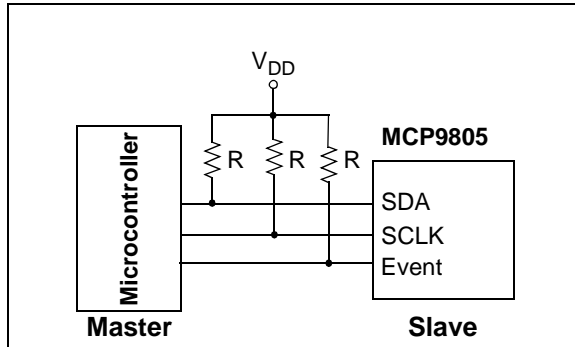 VDD
R R R
MCP9805
Microcontroller
SDA
SCLK
Event
Master Slave